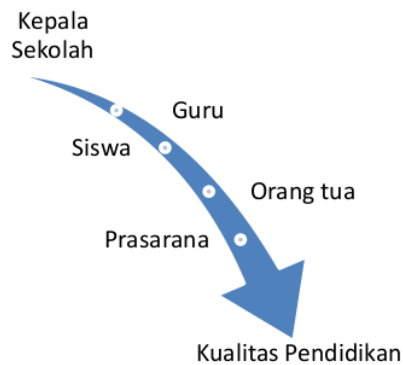 Kepala
Sekolah
Guru
Siswa
Orang tua
Prasarana
Kualitas Pendidikan